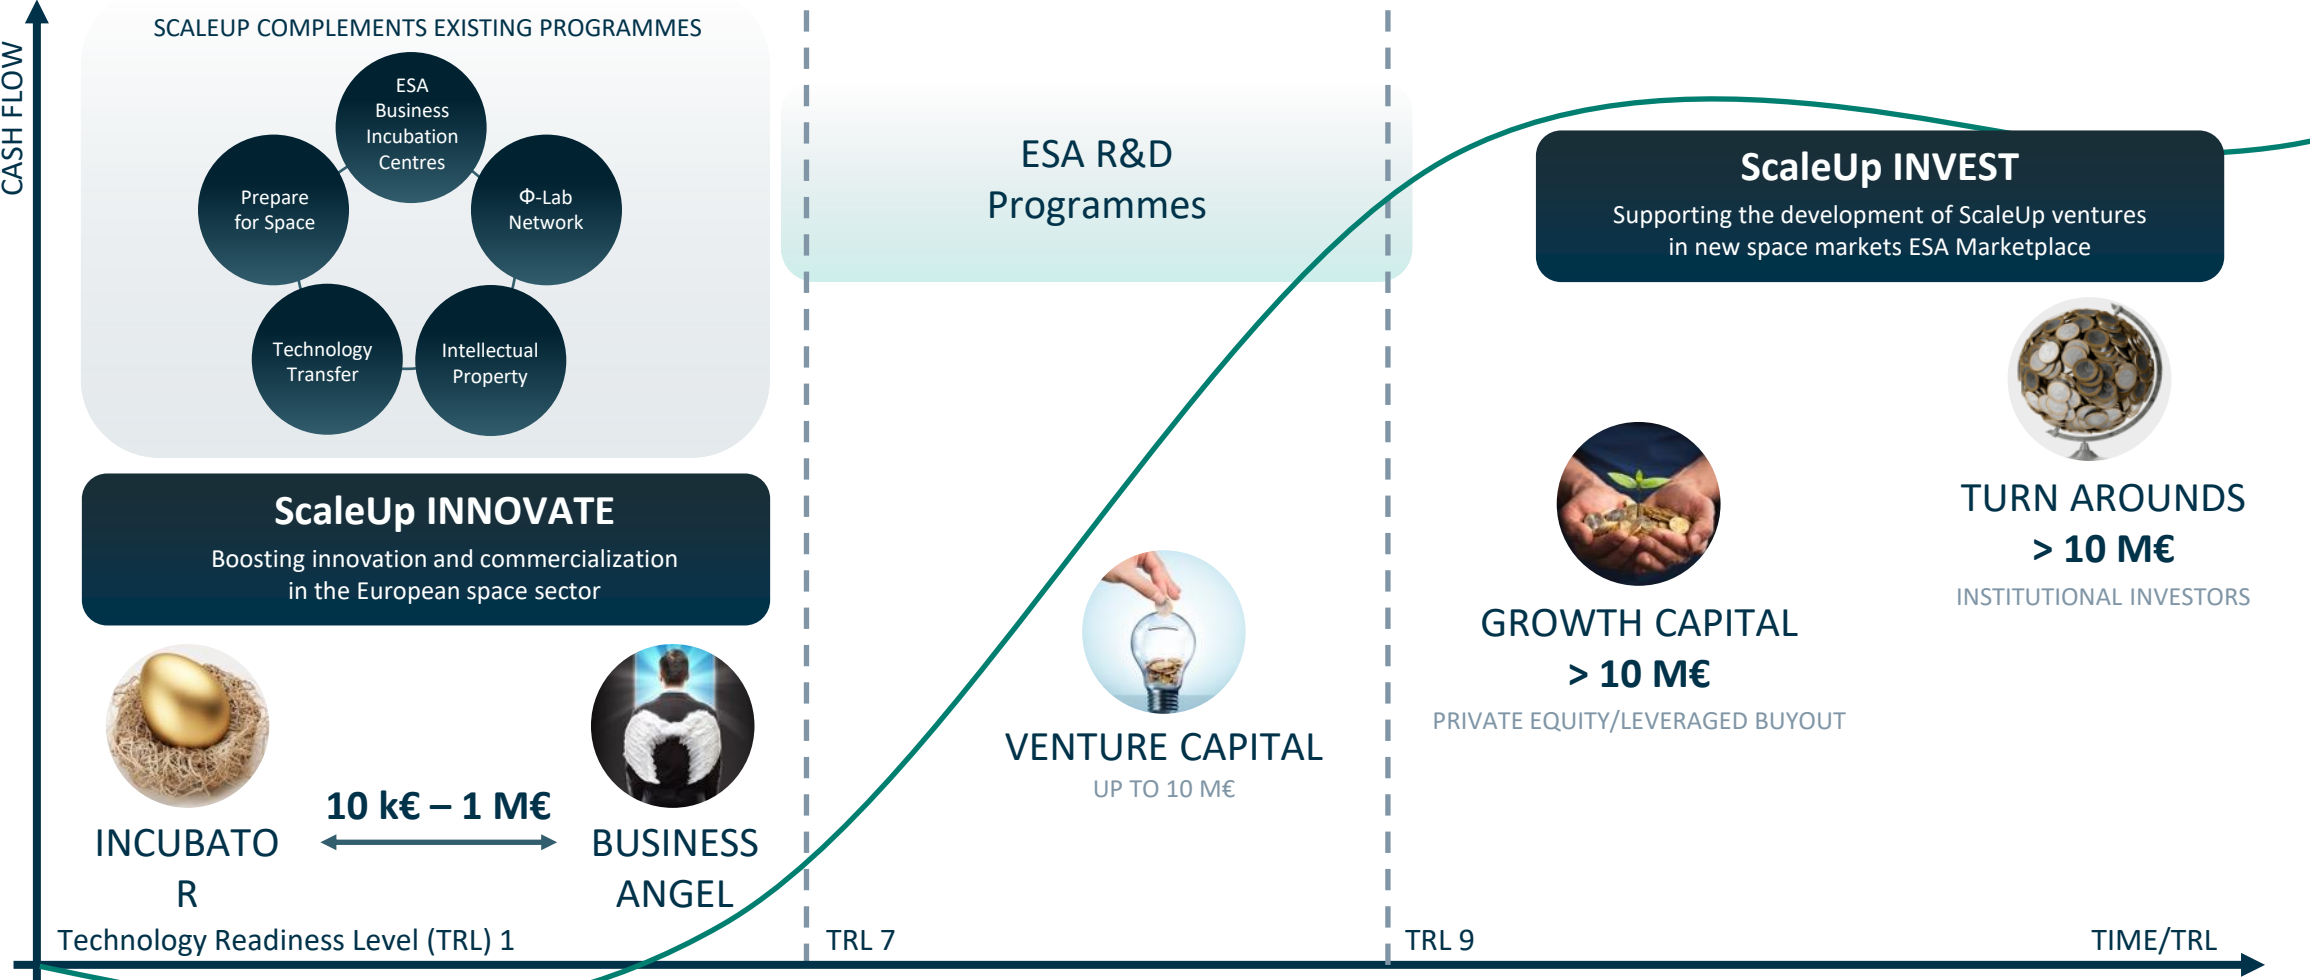 CASH FLOW
SCALEUP COMPLEMENTS EXISTING PROGRAMMES
ESA
Business
Incubation
Centres
Prepare
for Space
Φ-Lab
Network
Technology
Transfer
Intellectual
Property
ScaleUp INNOVATE
Boosting innovation and commercialization
in the European space sector
INCUBATO
R
10 k€ – 1 M€
BUSINESS
ANGEL
Technology Readiness Level (TRL) 1
ESA R&D
Programmes
VENTURE CAPITAL
UP TO 10 M€
TRL 7
ScaleUp INVEST
Supporting the development of ScaleUp ventures
in new space markets ESA Marketplace
GROWTH CAPITAL
> 10 M€
PRIVATE EQUITY/LEVERAGED BUYOUT
TURN AROUNDS
> 10 M€
INSTITUTIONAL INVESTORS
TRL 9
TIME/TRL